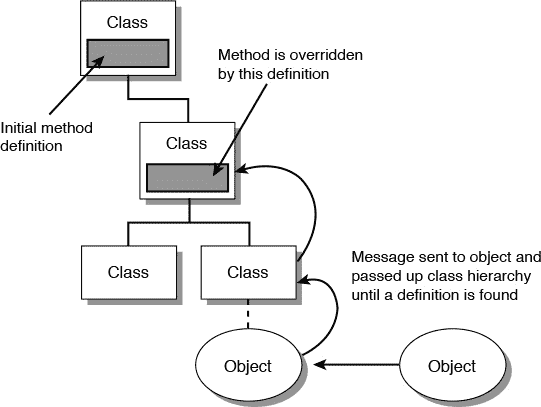 Class
Method is overridden
by this definition
Initial method
definition
Class
Class
Class
Message sent to object and
passed up class hierarchy
until a definition is found
Object
Object